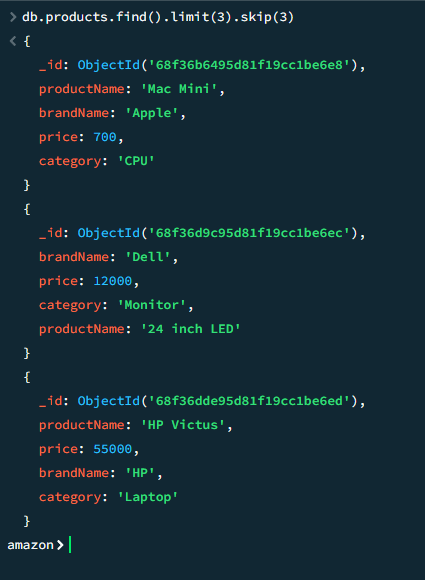 > db.products.find().limit(3).skip(3)
< {
_id: ObjectId('68f36b6495d81f19cc1be6e8'),
productName: 'Mac Mini',
brandName: 'Apple',
price: 700,
category: 'CPU'
}
{
_id: ObjectId('68f36d9c95d81f19cc1be6ec'),
brandName: 'Dell',
price: 12000,
category: 'Monitor',
productName: '24 inch LED'
}
{
_id: ObjectId('68f36dde95d81f19cc1be6ed'),
productName: 'HP Victus',
price: 55000,
brandName: 'HP',
category: 'Laptop'
}
amazon>